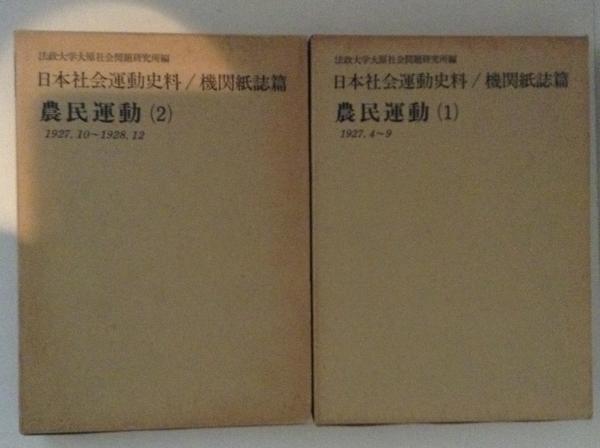 法政大学大原社会問題研究所編
日本社会運動史料/機関紙誌篇
農民運動(2)
1927.10~1928.12
法政大学大原社会問題研究所編
日本社会運動史料/機関紙誌篇
農民運動(1)
1927.4~9